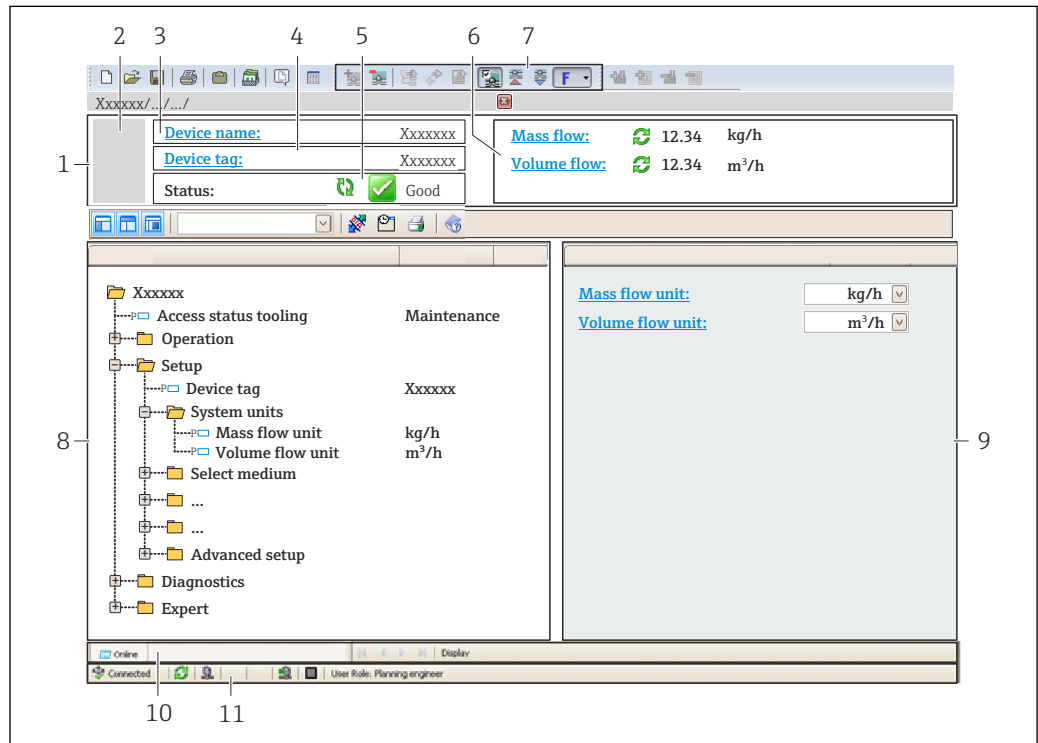 2 3 4 5 6 7
F
Xxxxxx/.../.../
1
Device name: Xxxxxxx
Device tag: Xxxxxxx
Status: Good
Mass flow: 12.34 kg/h
Volume flow: 12.34 m³/h
8
Xxxxxx
P Access status tooling Maintenance
Operation
Setup
P Device tag Xxxxxx
System units
P Mass flow unit kg/h
P Volume flow unit m³/h
Select medium
...
...
Advanced setup
Diagnostics
Expert
Mass flow unit: kg/h
Volume flow unit: m³/h
9
Online Display
Connected User Role: Planning engineer
10 11